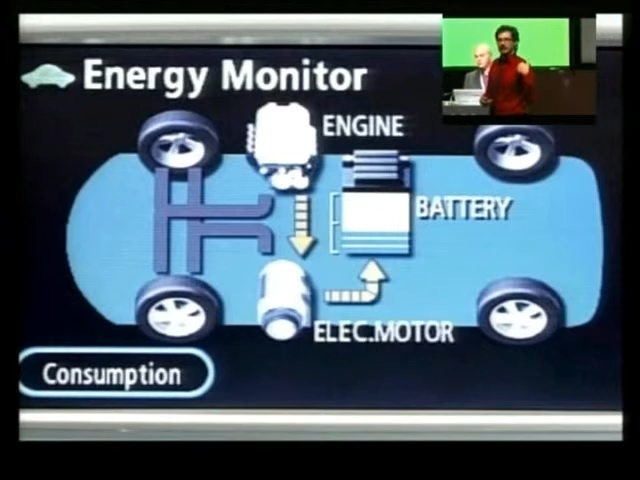 Energy Monitor
ENGINE
BATTERY
ELEC.MOTOR
Consumption